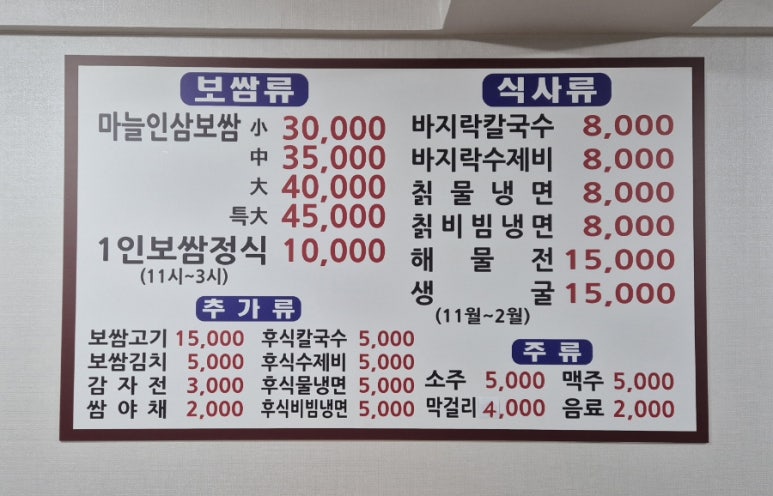 보쌈류
마늘인삼보쌈 小 30,000
中 35,000
大 40,000
특大 45,000
1인보쌈정식 10,000
(11시~3시)
식사류
바지락칼국수 8,000
바지락수제비 8,000
칡물냉면 8,000
칡비빔냉면 8,000
해물전 15,000
생굴 15,000
(11월~2월)
추가류
보쌈고기 15,000 후식칼국수 5,000
보쌈김치 5,000 후식수제비 5,000
감자전 3,000 후식물냉면 5,000
쌈야채 2,000 후식비빔냉면 5,000
주류
소주 5,000 맥주 5,000
막걸리 4,000 음료 2,000